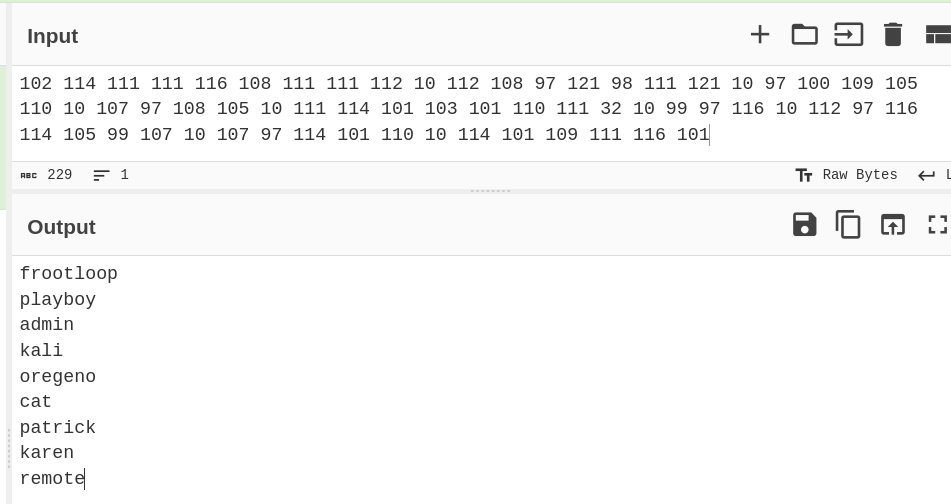 Input
102 114 111 111 116 108 111 111 112 10 112 108 97 121 98 111 121 10 97 100 109 105
110 10 107 97 108 105 10 111 114 101 103 101 110 111 32 10 99 97 116 10 112 97 116
114 105 99 107 10 107 97 114 101 110 10 114 101 109 111 116 101
ABC 229 1 Raw Bytes L
Output
frootloop
playboy
admin
kali
oregeno
cat
patrick
karen
remote